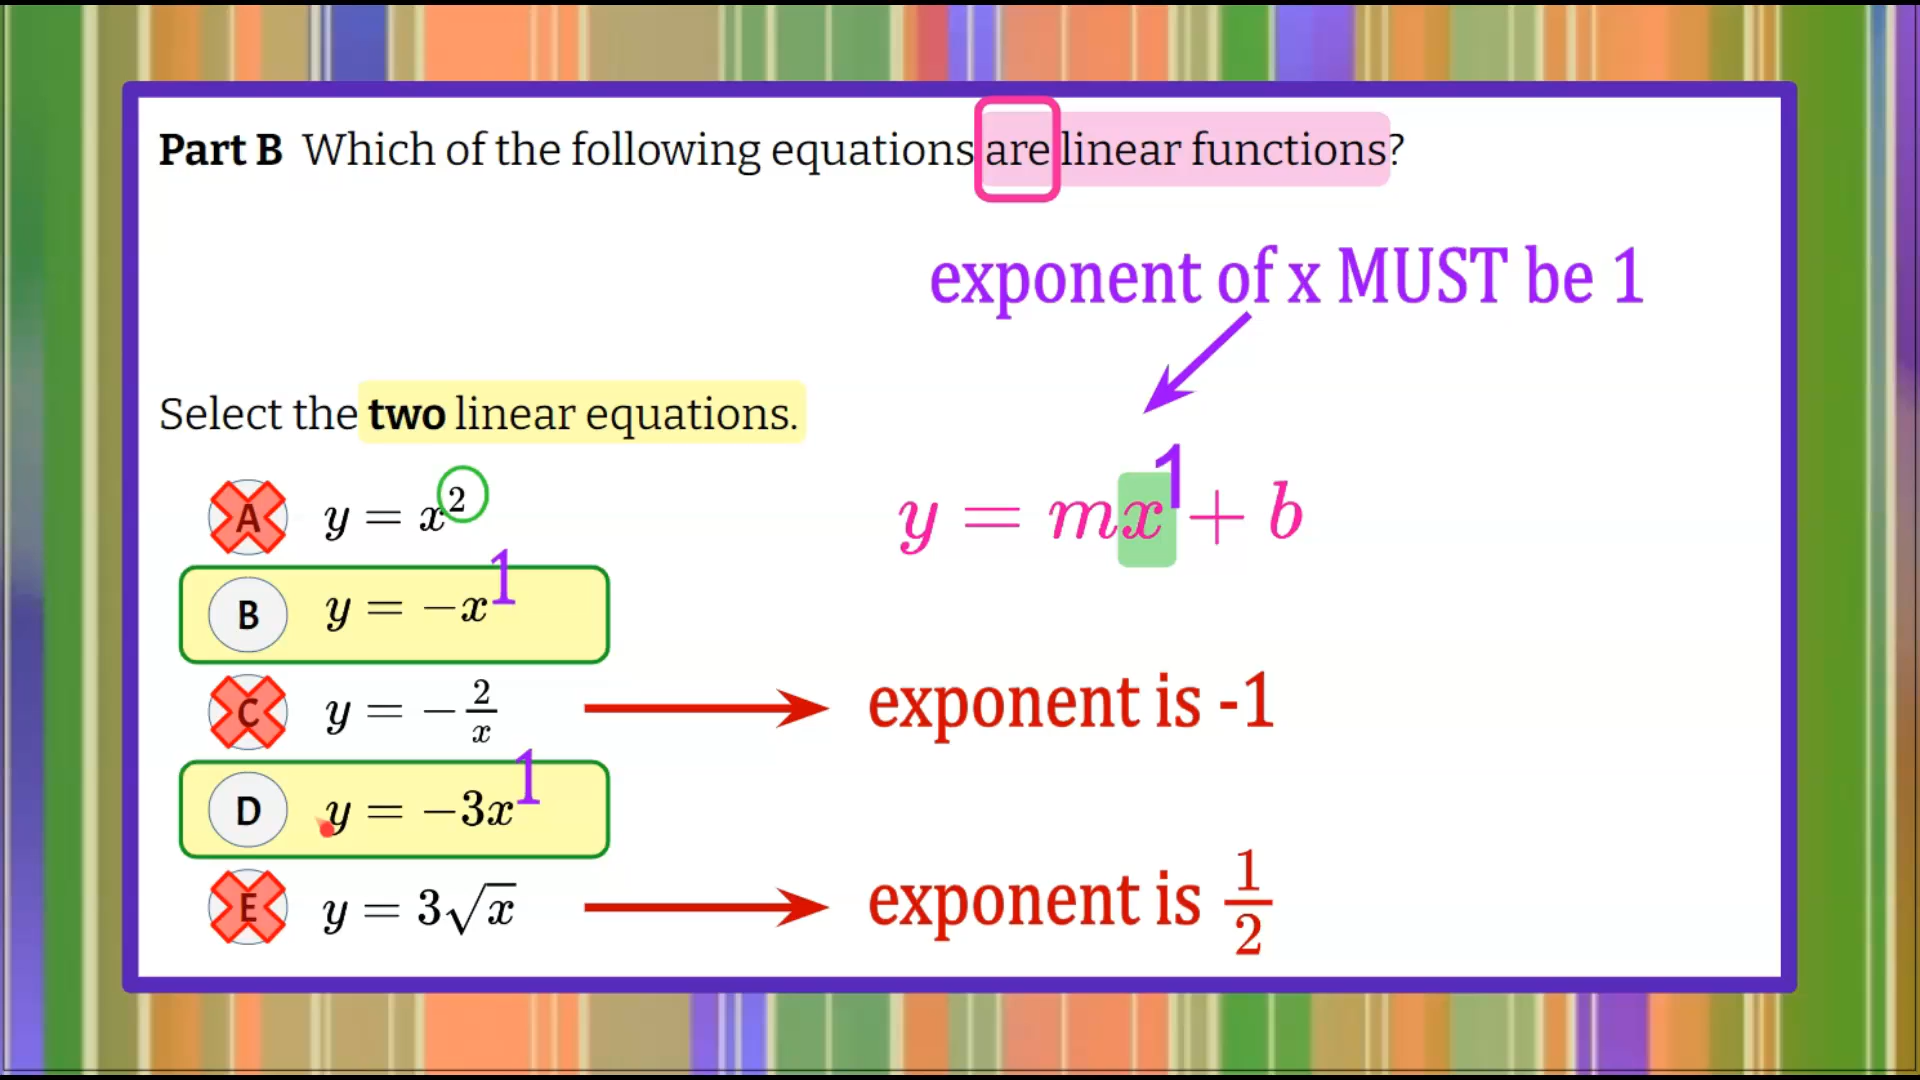 Part B Which of the following equations are linear functions?
exponent of x MUST be 1
Select the two linear equations.
y = mx¹ + b
A y = x²
B y = −x¹
C y = −2/x exponent is -1
D y = −3x¹
E y = 3√x exponent is 1/2